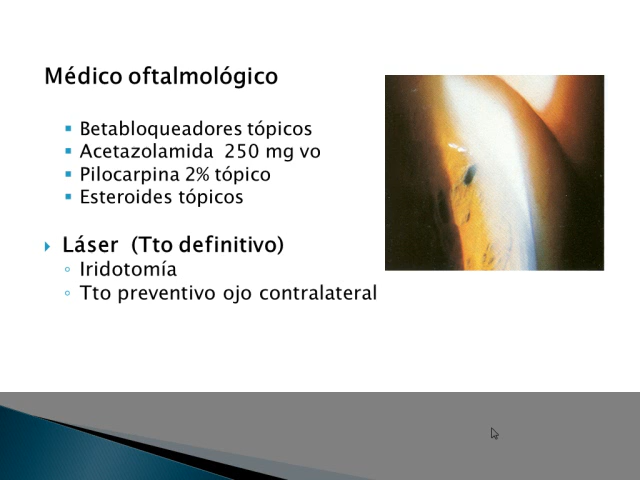 Médico oftalmológico
Betabloqueadores tópicos
Acetazolamida 250 mg vo
Pilocarpina 2% tópico
Esteroides tópicos
Láser (Tto definitivo)
Iridotomía
Tto preventivo ojo contralateral